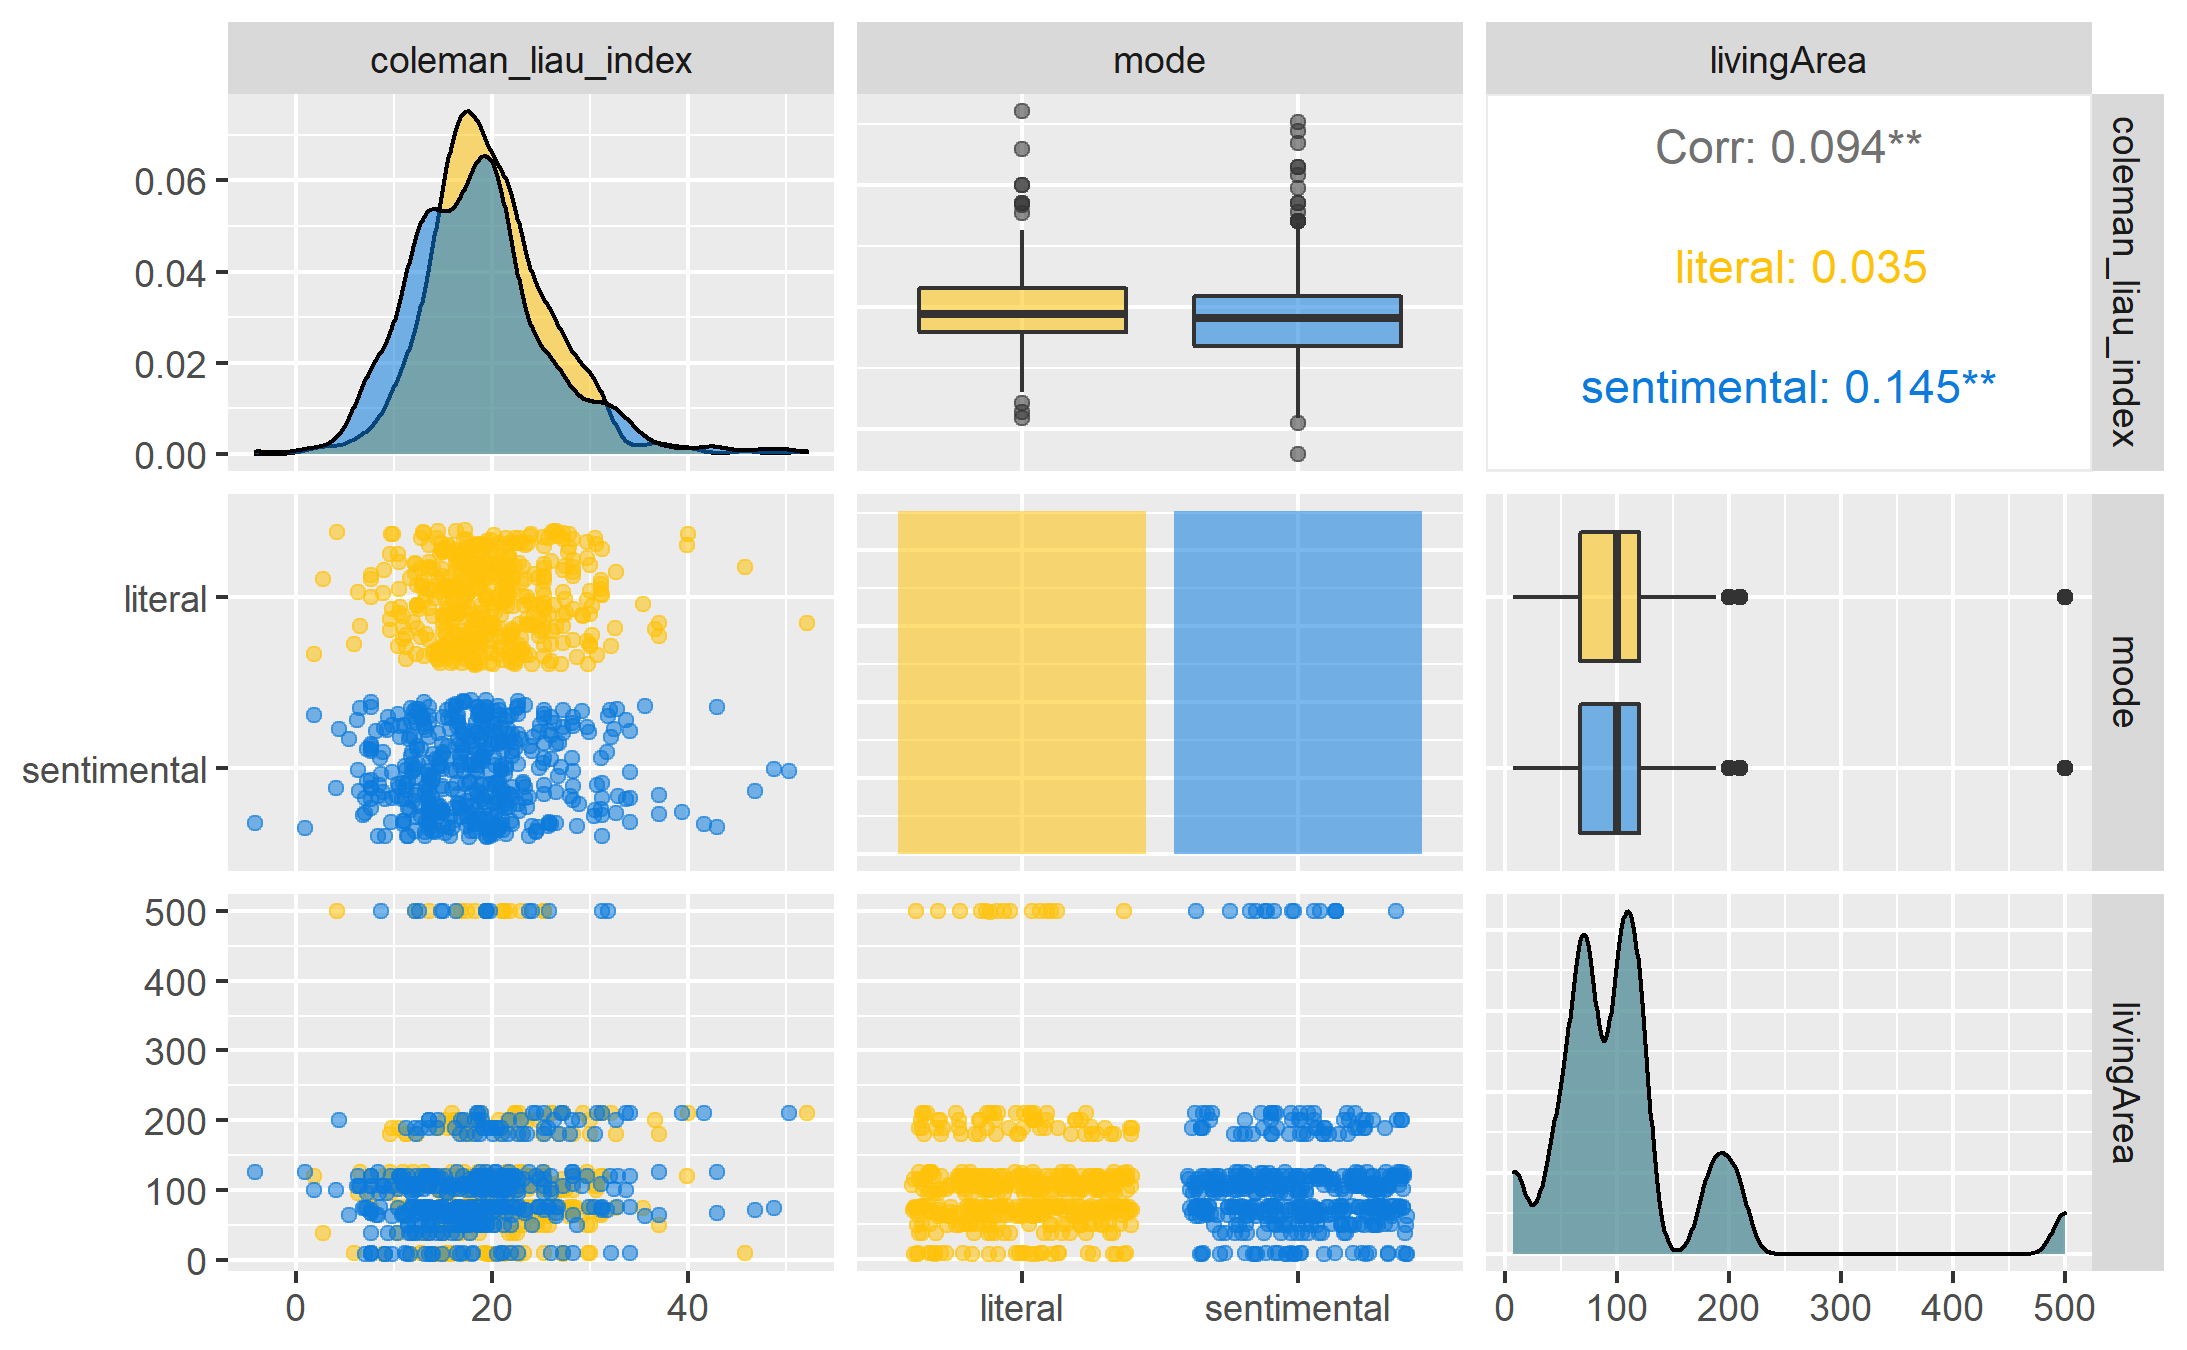 coleman_liau_index
mode
livingArea
0.06
0.04
0.02
0.00
Corr: 0.094**
literal: 0.035
sentimental: 0.145**
coleman_liau_index
literal
sentimental
mode
500
400
300
200
100
0
livingArea
0 20 40
literal sentimental
0 100 200 300 400 500